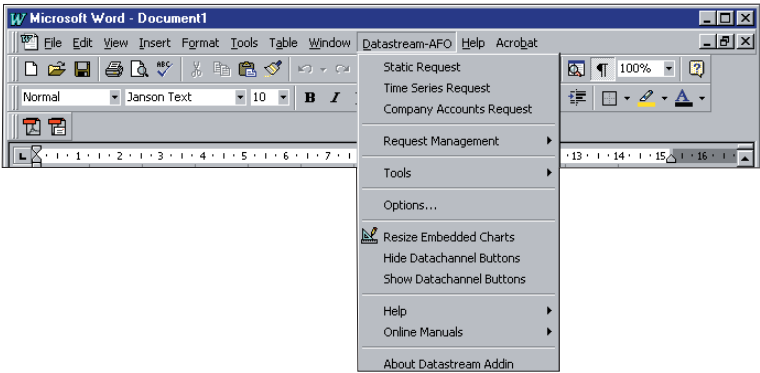 Microsoft Word - Document1
File Edit View Insert Format Tools Table Window Datastream-AFO Help Acrobat
ABC 100%
Normal Janson Text 10 B I A
1 2 3 4 5 6 7 13 14 15 16
Static Request
Time Series Request
Company Accounts Request
Request Management
Tools
Options...
Resize Embedded Charts
Hide Datachannel Buttons
Show Datachannel Buttons
Help
Online Manuals
About Datastream Addin